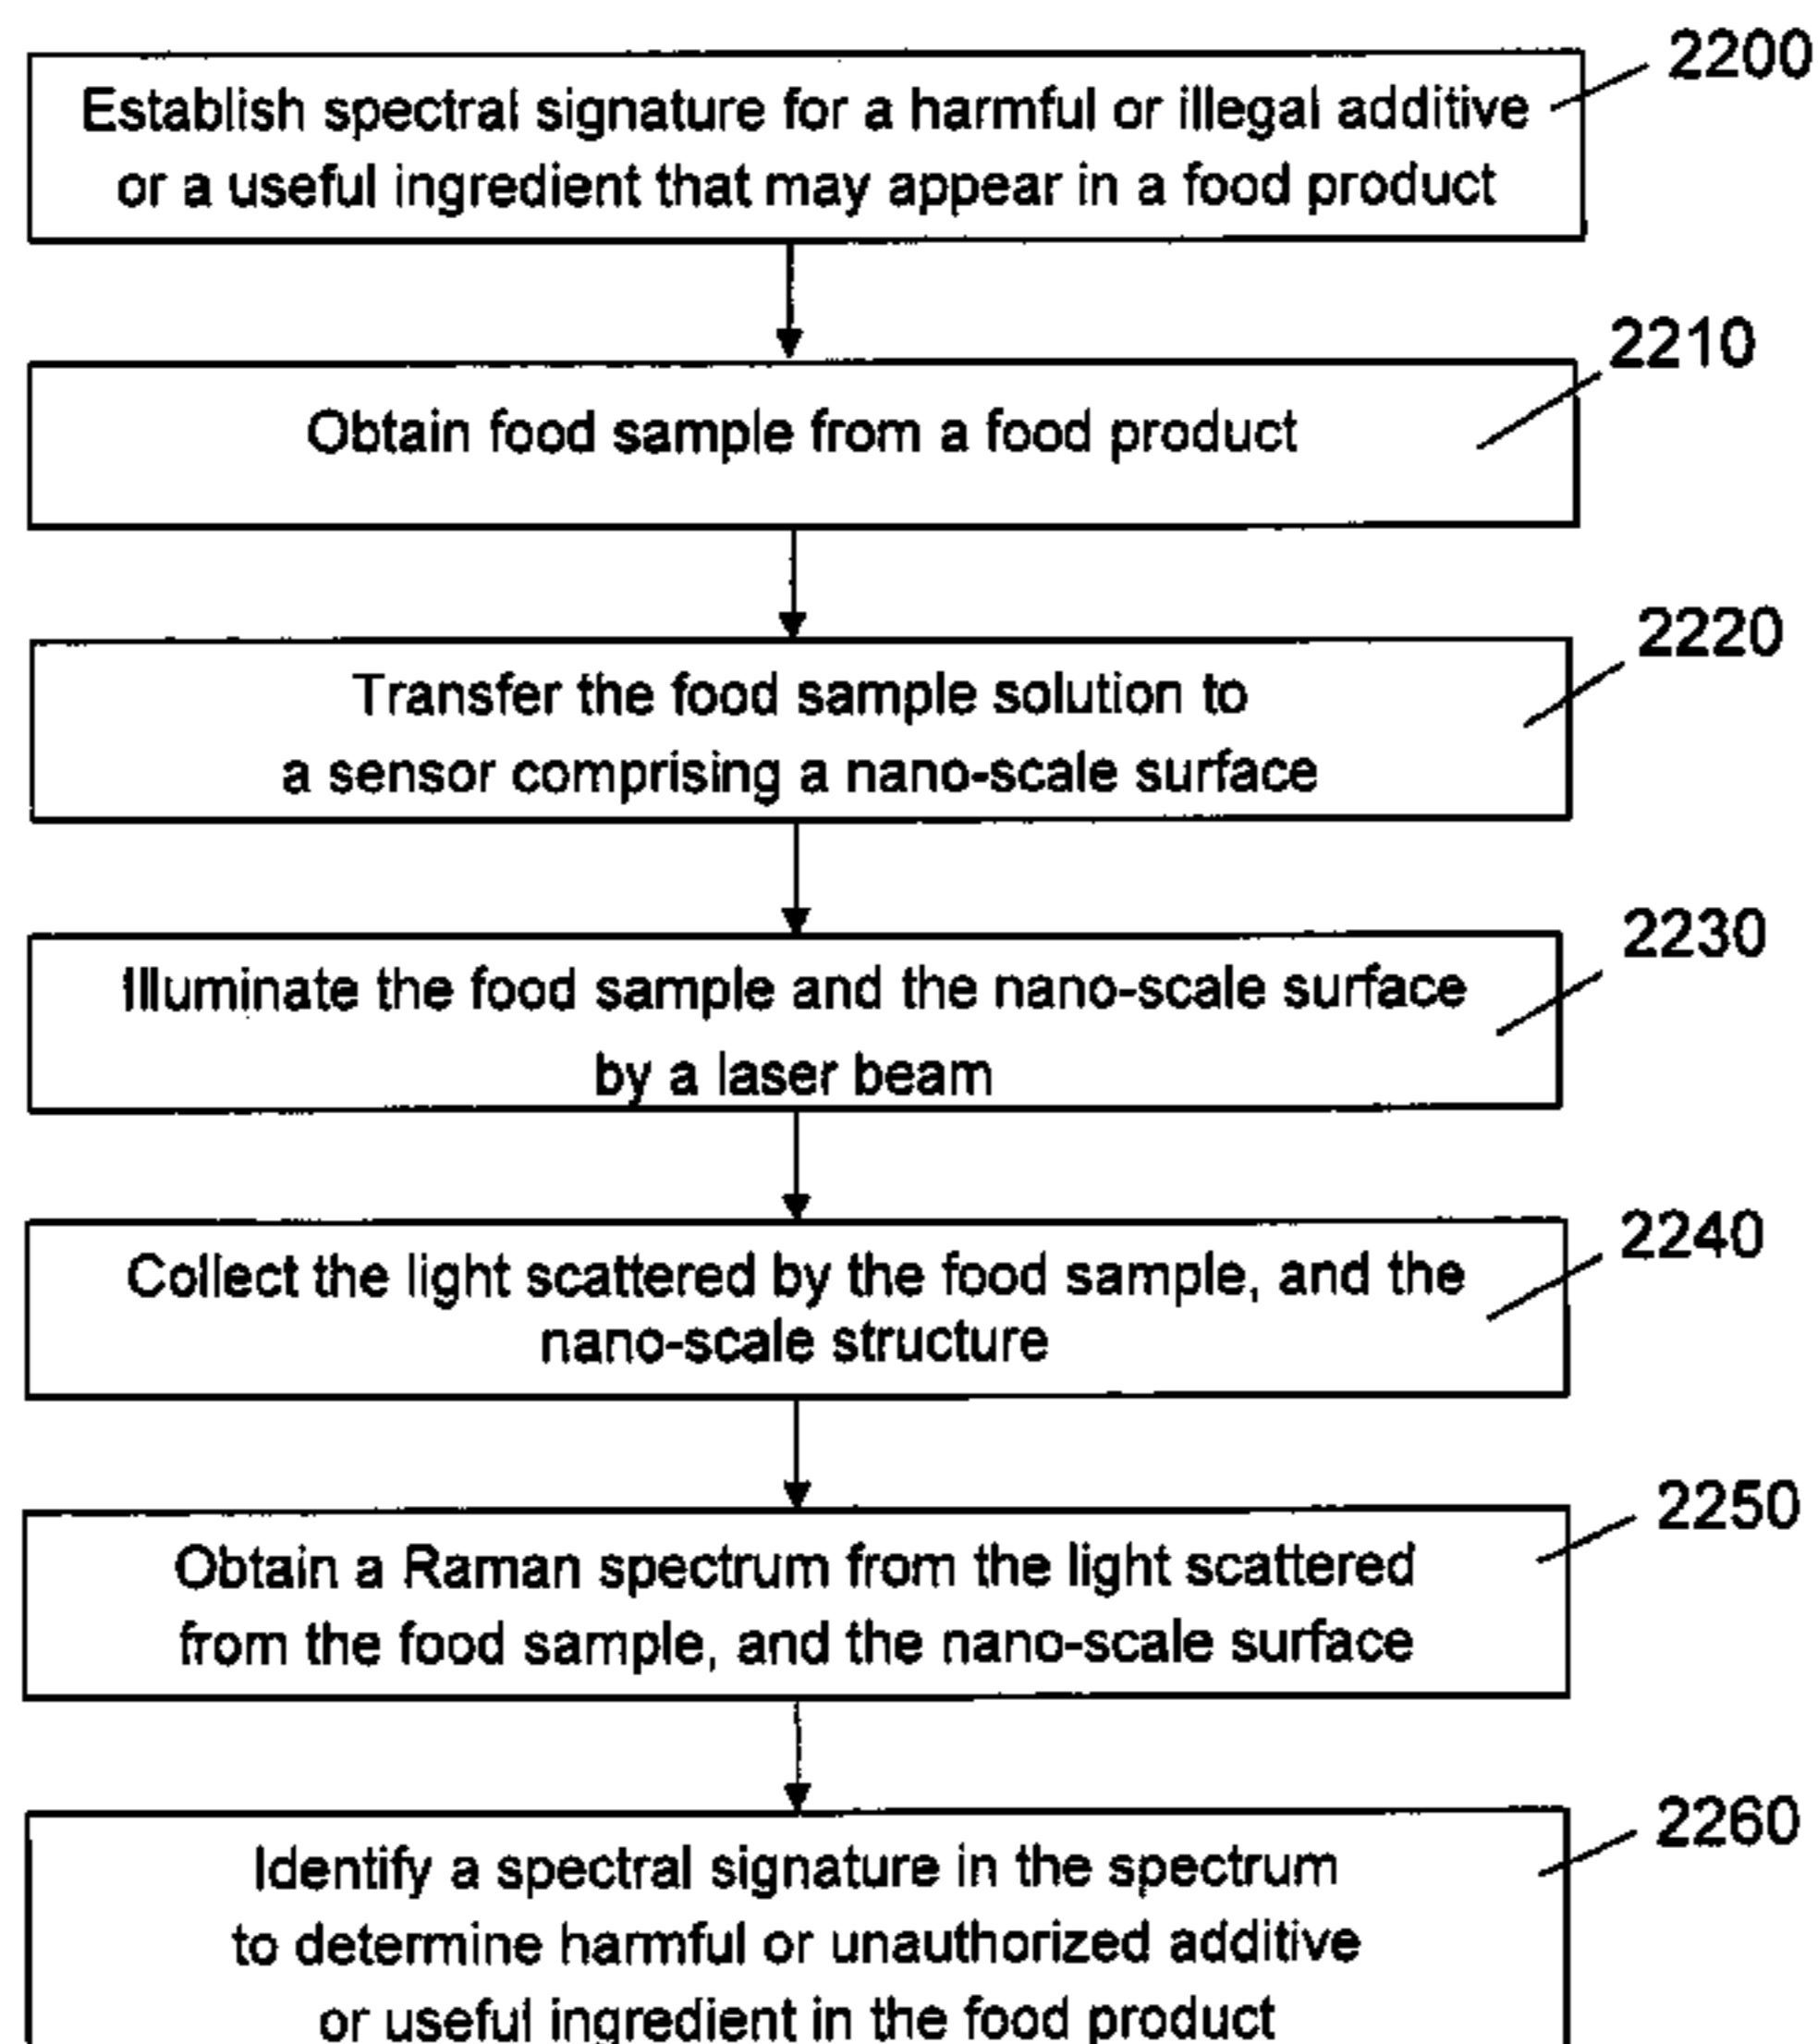 2200
Establish spectral signature for a harmful or illegal additive
or a useful ingredient that may appear in a food product
2210
Obtain food sample from a food product
2220
Transfer the food sample solution to
a sensor comprising a nano-scale surface
2230
Illuminate the food sample and the nano-scale surface
by a laser beam
2240
Collect the light scattered by the food sample, and the
nano-scale structure
2250
Obtain a Raman spectrum from the light scattered
from the food sample, and the nano-scale surface
2260
Identify a spectral signature in the spectrum
to determine harmful or unauthorized additive
or useful ingredient in the food product